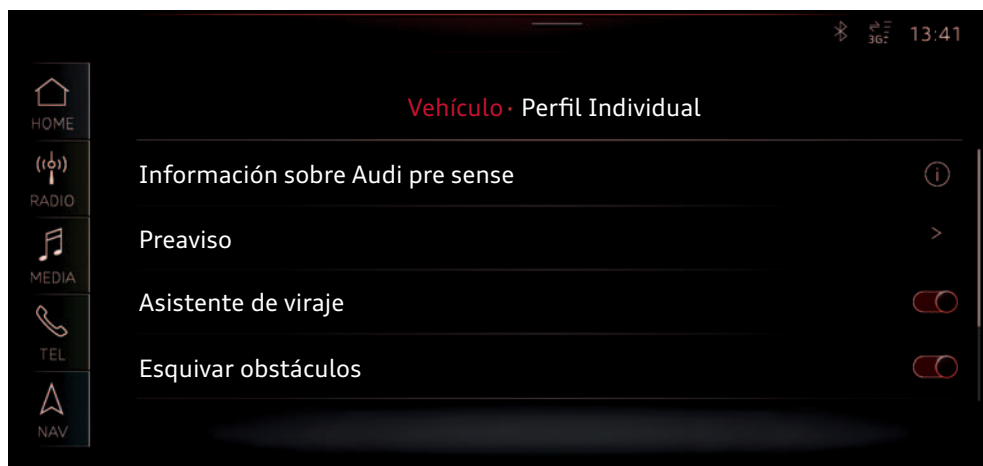 3G 13:41
HOME
Vehículo · Perfil Individual
RADIO
Información sobre Audi pre sense
MEDIA
Preaviso >
TEL
Asistente de viraje
NAV
Esquivar obstáculos